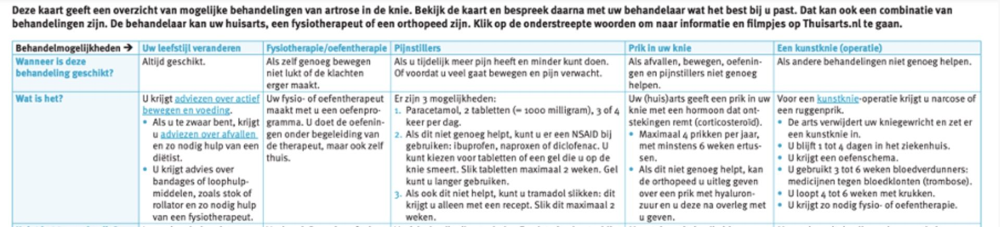 Deze kaart geeft een overzicht van mogelijke behandelingen van artrose in de knie. Bekijk de kaart en bespreek daarna met uw behandelaar wat het best bij u past. Dat kan ook een combinatie van
behandelingen zijn. De behandelaar kan uw huisarts, een fysiotherapeut of een orthopeed zijn. Klik op de onderstreepte woorden om naar informatie en filmpjes op Thuisarts.nl te gaan.
Behandelmogelijkheden →
Uw leefstijl veranderen
Fysiotherapie/oefentherapie
Pijnstillers
Prik in uw knie
Een kunstknie (operatie)
Wanneer is deze
behandeling geschikt?
Altijd geschikt.
Als zelf genoeg bewegen
niet lukt of de klachten
erger maakt.
Als u tijdelijk meer pijn heeft en minder kunt doen.
Of voordat u veel gaat bewegen en pijn verwacht.
Als afvallen, bewegen, oefenin-
gen en pijnstillers niet genoeg
helpen.
Als andere behandelingen niet genoeg helpen.
Wat is het?
U krijgt adviezen over actief
bewegen en voeding.
• Als u te zwaar bent, krijgt
u adviezen over afvallen
en zo nodig hulp van een
diëtist.
• U krijgt advies over
bandages of loophulp-
middelen, zoals stok of
rollator en zo nodig hulp
van een fysiotherapeut.
Uw fysio- of oefentherapeut
maakt met u een oefenpro-
gramma. U doet de oefenin-
gen onder begeleiding van
de therapeut, maar ook zelf
thuis.
Er zijn 3 mogelijkheden:
1. Paracetamol, 2 tabletten (= 1000 milligram), 3 of 4
keer per dag.
2. Als dit niet genoeg helpt, kunt u er een NSAID bij
gebruiken: ibuprofen, naproxen of diclofenac. U
kunt kiezen voor tabletten of een gel die u op de
knie smeert. Slik tabletten maximaal 2 weken. Gel
kunt u langer gebruiken.
3. Als ook dit niet helpt, kunt u tramadol slikken: dit
krijgt u alleen met een recept. Slik dit maximaal 2
weken.
Uw (huis)arts geeft een prik in uw
knie met een hormoon dat ont-
stekingen remt (corticosteroïd).
• Maximaal 4 prikken per jaar,
met minstens 6 weken ertus-
sen.
• Als dit niet genoeg helpt, kan
de orthopeed u uitleg geven
over een prik met hyaluron-
zuur en u deze na overleg met
u geven.
Voor een kunstknie-operatie krijgt u narcose of
een ruggenprik.
• De arts verwijdert uw kniegewricht en zet er
een kunstknie in.
• U blijft 1 tot 4 dagen in het ziekenhuis.
• U krijgt een oefenschema.
• U gebruikt 3 tot 6 weken bloedverdunners:
medicijnen tegen bloedklonten (trombose).
• U loopt 4 tot 6 weken met krukken.
• U krijgt zo nodig fysio- of oefentherapie.